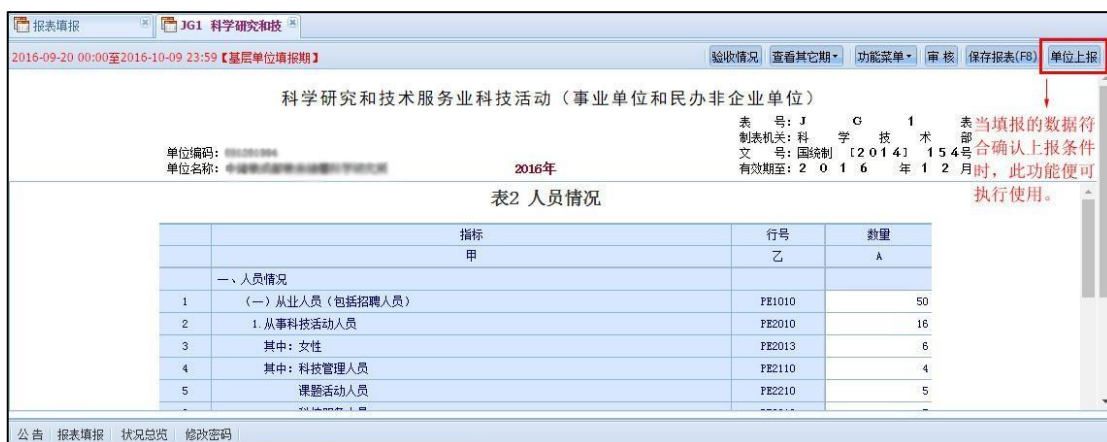 报表填报 JG1 科学研究和技
2016-09-20 00:00至2016-10-09 23:59【基层单位填报期】 验收情况 查看其它期 功能菜单 审 核 保存报表(F8) 单位上报
科学研究和技术服务业科技活动（事业单位和民办非企业单位）
表 号: J G 1 表
制表机关: 科 学 技 术 部
单位编码: 文 号: 国统制 [2014] 154号
单位名称: 2016年 有效期至: 2 0 1 6 年 1 2 月
当填报的数据符
合确认上报条件
时，此功能便可
执行使用。
表2 人员情况
指标 行号 数量
甲 乙 A
一、人员情况
1 （一）从业人员（包括招聘人员） PE1010 50
2 1.从事科技活动人员 PE2010 16
3 其中: 女性 PE2013 6
4 其中: 科技管理人员 PE2110 4
5 课题活动人员 PE2210 5
公 告 报表填报 状况总览 修改密码